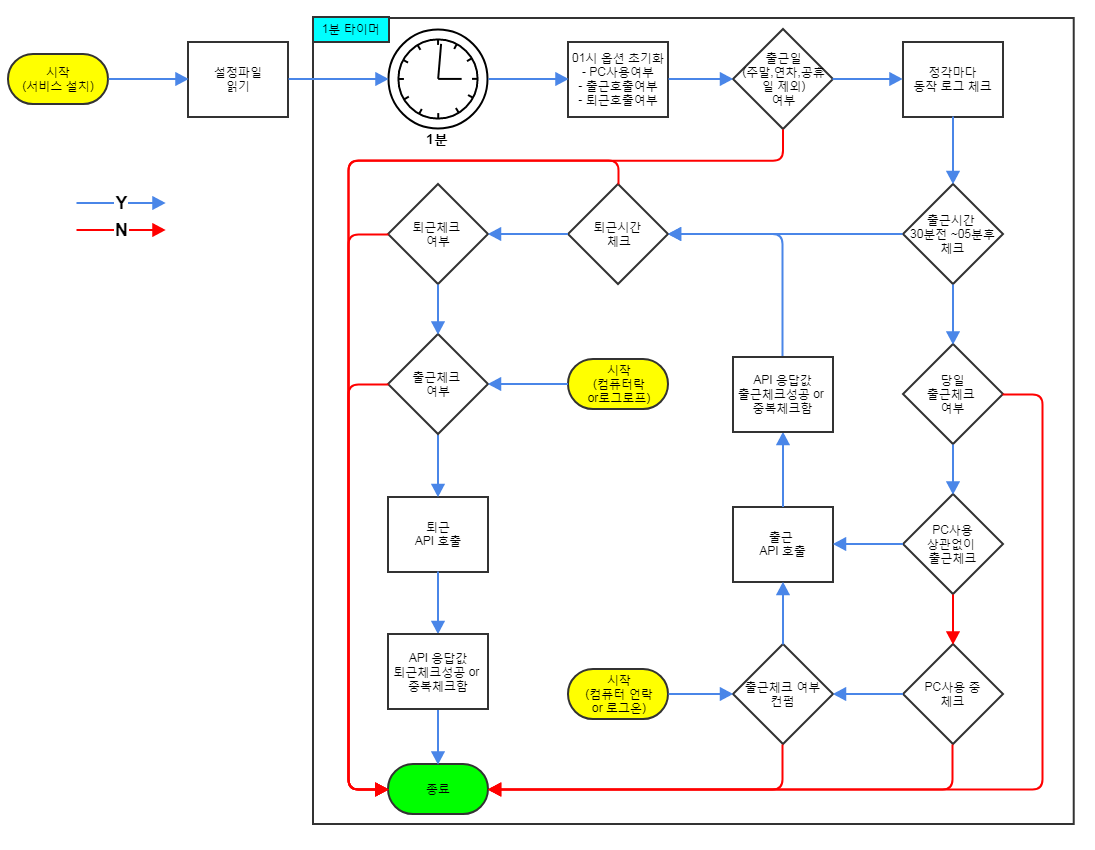 1분 타이머
시작
(서비스 설치)
설정파일
읽기
1분
01시 옵션 초기화
- PC사용여부
- 출근호출여부
- 퇴근호출여부
출근일
(주말,연차,공휴
일 제외)
여부
정각마다
동작 로그 체크
Y
N
퇴근체크
여부
퇴근시간
체크
출근시간
30분전 ~05분후
체크
출근체크
여부
시작
(컴퓨터락
or로그로프)
API 응답값
출근체크성공 or
중복체크함
당일
출근체크
여부
퇴근
API 호출
출근
API 호출
PC사용
상관없이
출근체크
API 응답값
퇴근체크성공 or
중복체크함
시작
(컴퓨터 언락
or 로그온)
출근체크 여부
컨펌
PC사용 중
체크
종료